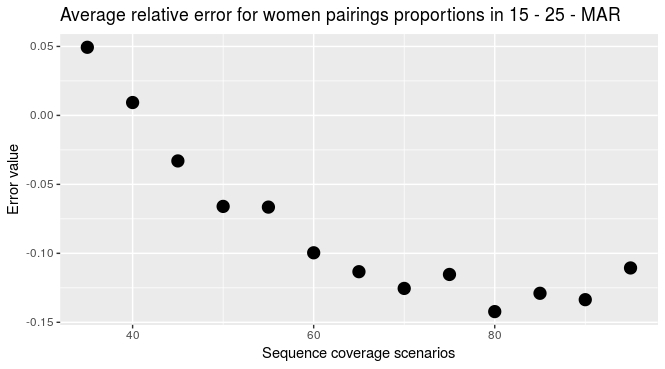 Average relative error for women pairings proportions in 15 - 25 - MAR
Error value
0.05
0.00
-0.05
-0.10
-0.15
40
60
80
Sequence coverage scenarios